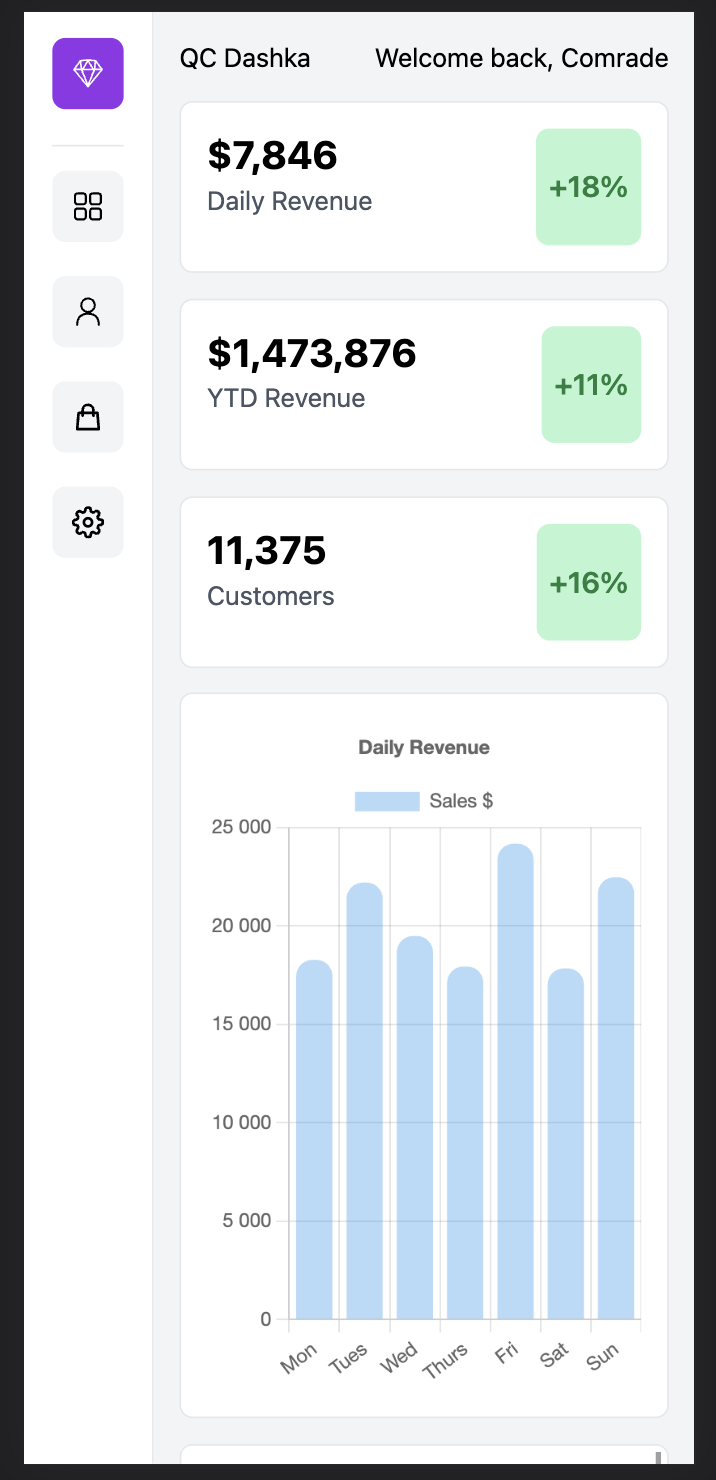 QC Dashka
Welcome back, Comrade
$7,846
Daily Revenue
+18%
$1,473,876
YTD Revenue
+11%
11,375
Customers
+16%
Daily Revenue
Sales $
25 000
20 000
15 000
10 000
5 000
0
Mon
Tues
Wed
Thurs
Fri
Sat
Sun